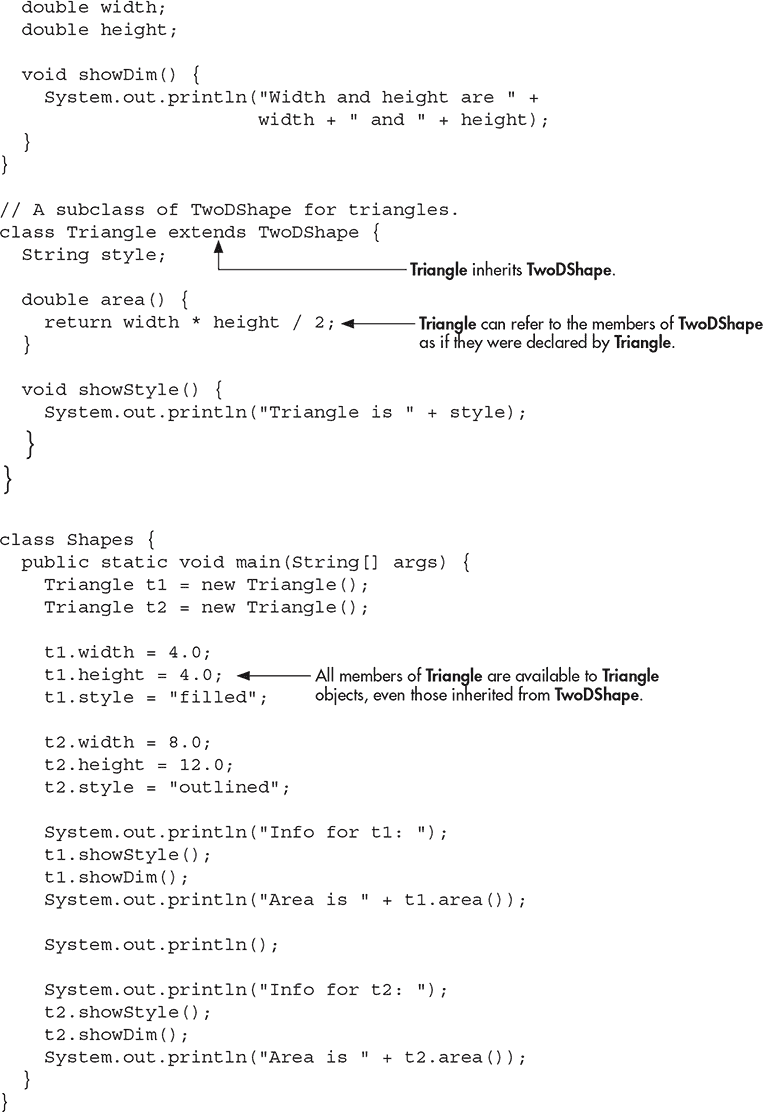 double width;
double height;
void showDim() {
System.out.println("Width and height are " +
width + " and " + height);
}
}
// A subclass of TwoDShape for triangles.
class Triangle extends TwoDShape {
String style;
Triangle inherits TwoDShape.
double area() {
return width * height / 2;
Triangle can refer to the members of TwoDShape
as if they were declared by Triangle.
}
void showStyle() {
System.out.println("Triangle is " + style);
}
}
class Shapes {
public static void main(String[] args) {
Triangle t1 = new Triangle();
Triangle t2 = new Triangle();
t1.width = 4.0;
t1.height = 4.0;
t1.style = "filled";
All members of Triangle are available to Triangle
objects, even those inherited from TwoDShape.
t2.width = 8.0;
t2.height = 12.0;
t2.style = "outlined";
System.out.println("Info for t1: ");
t1.showStyle();
t1.showDim();
System.out.println("Area is " + t1.area());
System.out.println();
System.out.println("Info for t2: ");
t2.showStyle();
t2.showDim();
System.out.println("Area is " + t2.area());
}
}